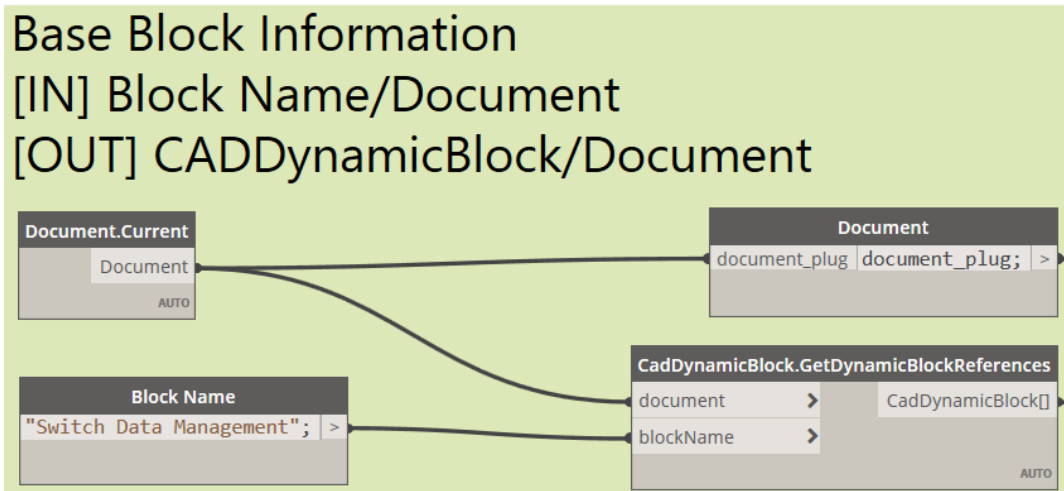 Base Block Information
[IN] Block Name/Document
[OUT] CADDynamicBlock/Document
Document.Current
Document
AUTO
Document
document_plug document_plug; >
Block Name
"Switch Data Management"; >
CadDynamicBlock.GetDynamicBlockReferences
document > CadDynamicBlock[]
blockName >
AUTO